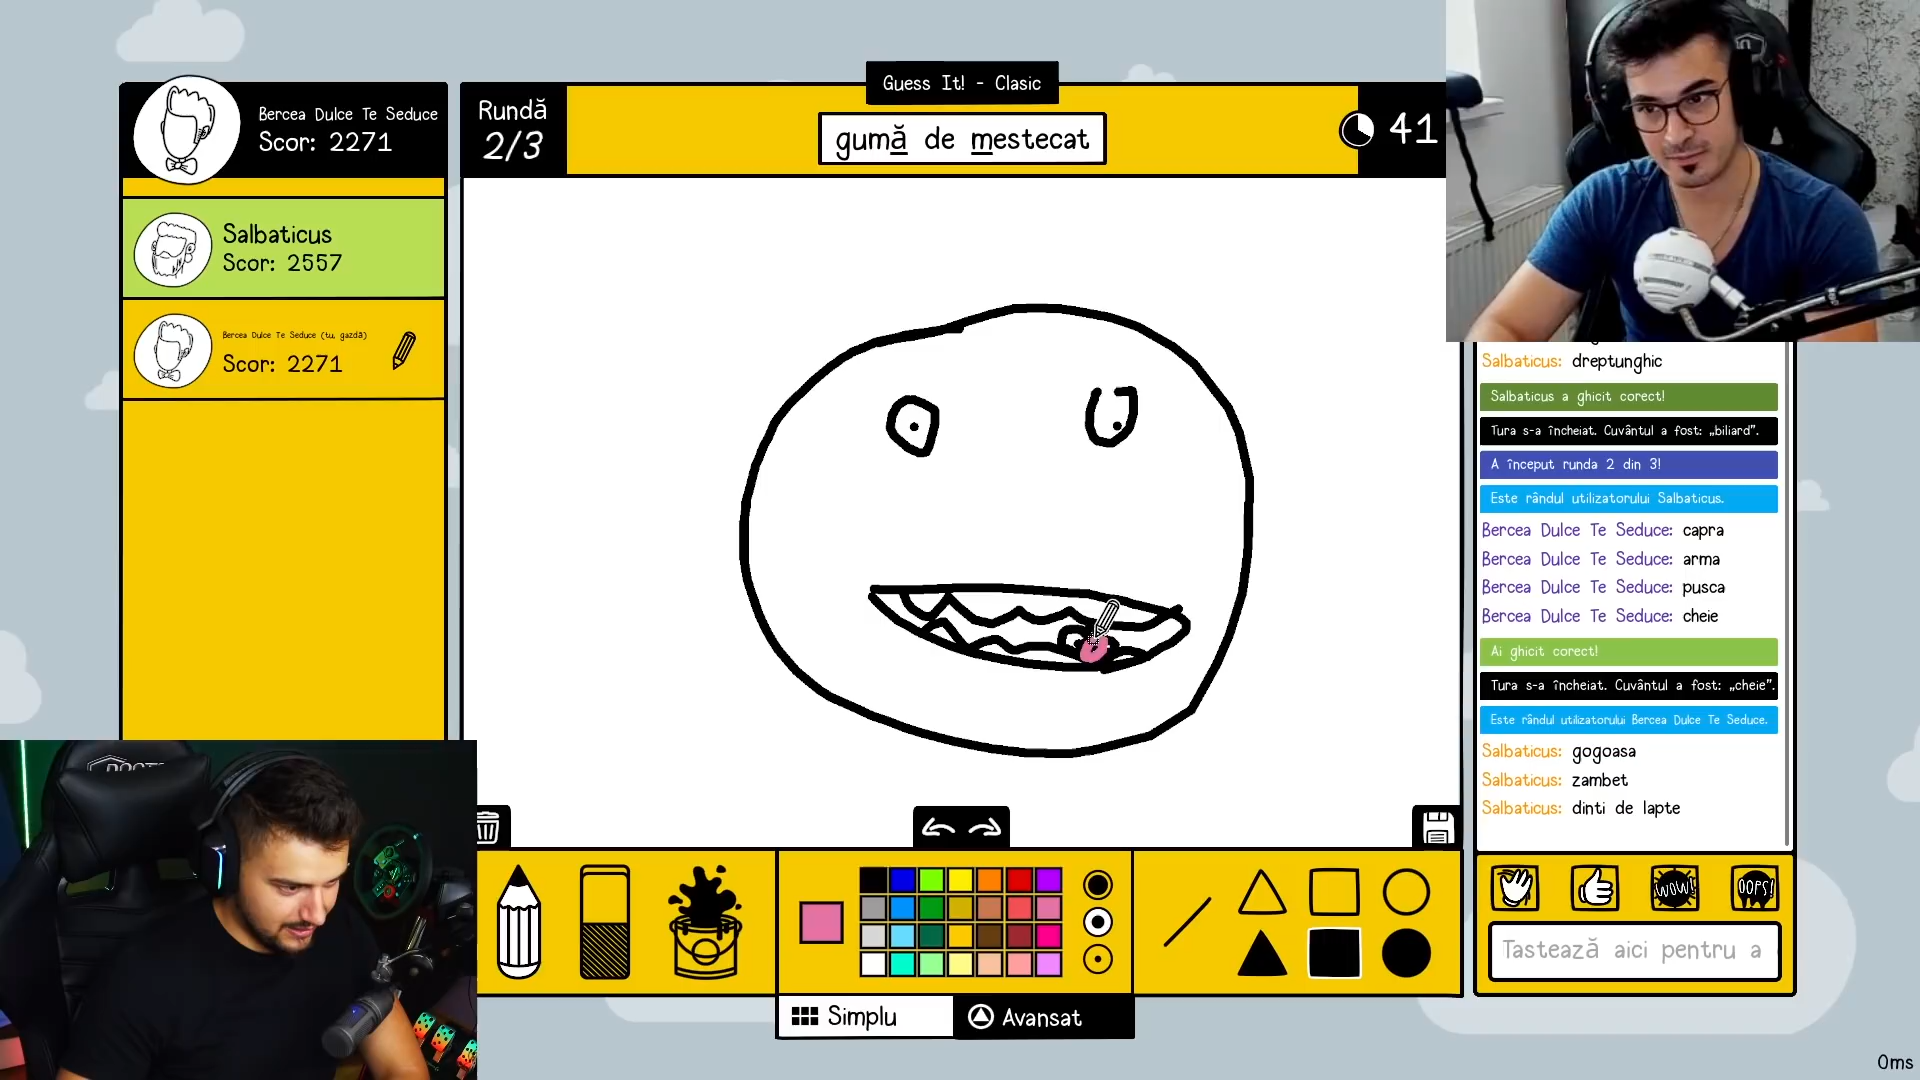 Guess It! - Clasic
Bercea Dulce Te Seduce
Scor: 2271
Rundă
2/3
gumă de mestecat
41
Salbaticus
Scor: 2557
Bercea Dulce Te Seduce (tu, gazdă)
Scor: 2271
Salbaticus: dreptunghic
Salbaticus a ghicit corect!
Tura s-a încheiat. Cuvântul a fost: „biliard”.
A început runda 2 din 3!
Este rândul utilizatorului Salbaticus.
Bercea Dulce Te Seduce: capra
Bercea Dulce Te Seduce: arma
Bercea Dulce Te Seduce: pusca
Bercea Dulce Te Seduce: cheie
Ai ghicit corect!
Tura s-a încheiat. Cuvântul a fost: „cheie”.
Este rândul utilizatorului Bercea Dulce Te Seduce.
Salbaticus: gogoasa
Salbaticus: zambet
Salbaticus: dinti de lapte
WOW!
OOPS!
Tastează aici pentru a
Simplu
Avansat
0ms